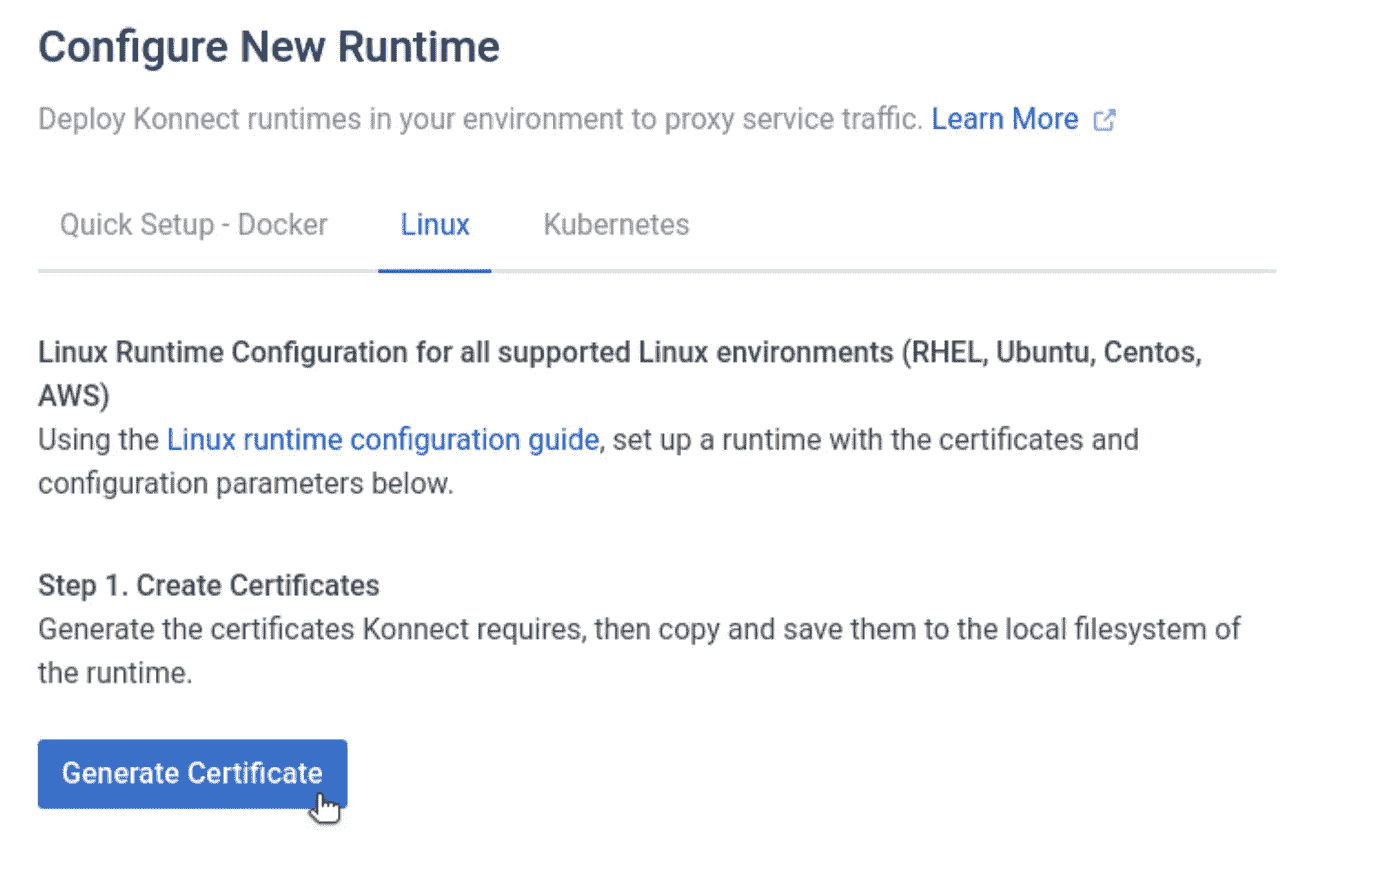 Configure New Runtime
Deploy Konnect runtimes in your environment to proxy service traffic. Learn More
Quick Setup - Docker Linux Kubernetes
Linux Runtime Configuration for all supported Linux environments (RHEL, Ubuntu, Centos,
AWS)
Using the Linux runtime configuration guide, set up a runtime with the certificates and
configuration parameters below.
Step 1. Create Certificates
Generate the certificates Konnect requires, then copy and save them to the local filesystem of
the runtime.
Generate Certificate